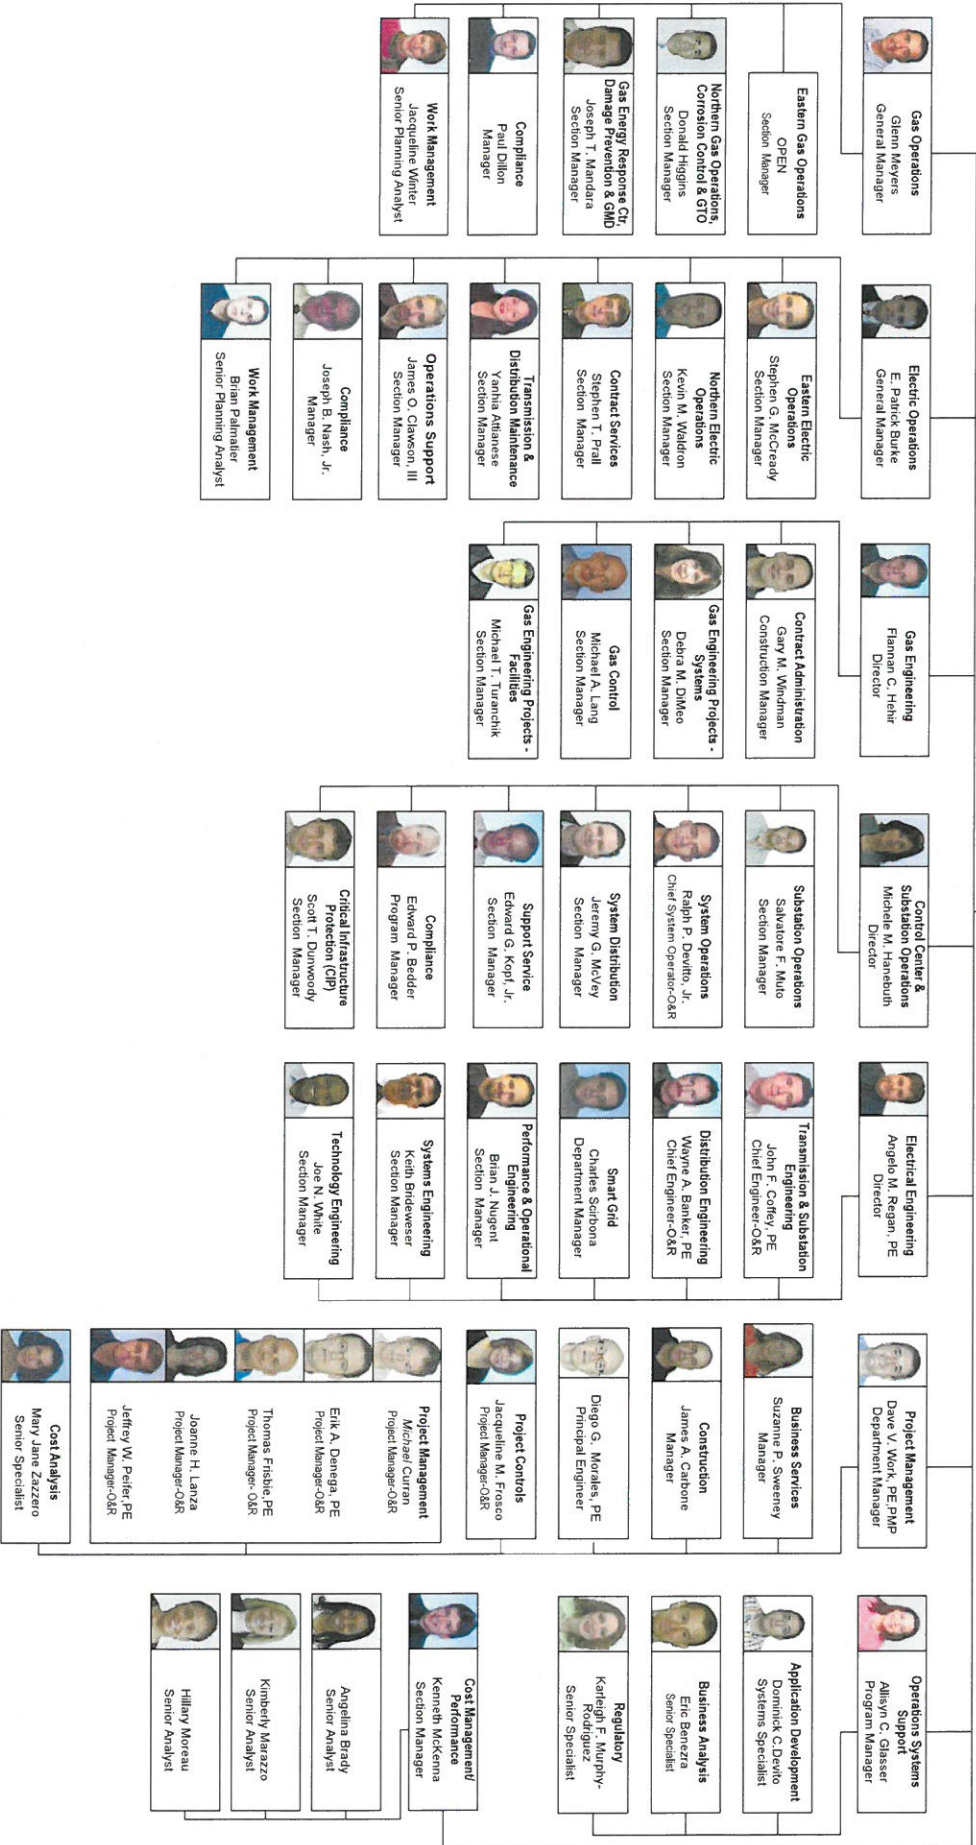 Gas Operations
Glenn Meyers
General Manager
Eastern Gas Operations
OPEN
Section Manager
Northern Gas Operations,
Corrosion Control & GTO
Donald Higgins
Section Manager
Gas Energy Response Ctr,
Damage Prevention & GMD
Joseph T. Mandara
Section Manager
Compliance
Paul Dillon
Manager
Work Management
Jacqueline Winter
Senior Planning Analyst
Electric Operations
E. Patrick Burke
General Manager
Eastern Electric
Operations
Stephen G. McCready
Section Manager
Northern Electric
Operations
Kevin M. Waldron
Section Manager
Contract Services
Stephen T. Prall
Section Manager
Transmission &
Distribution Maintenance
Yanhia Attianese
Section Manager
Operations Support
James O. Clawson, III
Section Manager
Compliance
Joseph B. Nash, Jr.
Manager
Work Management
Brian Palmatier
Senior Planning Analyst
Gas Engineering
Flannan C. Hehir
Director
Contract Administration
Gary M. Windman
Construction Manager
Gas Engineering Projects -
Systems
Debra M. DiMeo
Section Manager
Gas Control
Michael A. Lang
Section Manager
Gas Engineering Projects -
Facilities
Michael T. Turanchik
Section Manager
Control Center &
Substation Operations
Michele M. Hanebuth
Director
Substation Operations
Salvatore F. Muto
Section Manager
System Operations
Ralph P. Devitto, Jr.
Chief System Operator-O&R
System Distribution
Jeremy G. McVey
Section Manager
Support Service
Edward G. Kopf, Jr.
Section Manager
Compliance
Edward P. Bedder
Program Manager
Critical Infrastructure
Protection (CIP)
Scott T. Dunwoody
Section Manager
Electrical Engineering
Angelo M. Regan, PE
Director
Transmission & Substation
Engineering
John F. Coffey, PE
Chief Engineer-O&R
Distribution Engineering
Wayne A. Banker, PE
Chief Engineer-O&R
Smart Grid
Charles Scirbona
Department Manager
Performance & Operational
Engineering
Brian J. Nugent
Section Manager
Systems Engineering
Keith Brideweser
Section Manager
Technology Engineering
Joe N. White
Section Manager
Project Management
Dave V. Work, PE,PMP
Department Manager
Business Services
Suzanne P. Sweeney
Manager
Construction
James A. Carbone
Manager
Diego G. Morales, PE
Principal Engineer
Project Controls
Jacqueline M. Frosco
Project Manager-O&R
Project Management
Michael Curran
Project Manager-O&R
Erik A. Denega, PE
Project Manager-O&R
Thomas Frisbie,PE
Project Manager- O&R
Joanne H. Lanza
Project Manager-O&R
Jeffrey W. Peifer,PE
Project Manager-O&R
Cost Analysis
Mary Jane Zazzero
Senior Specialist
Operations Systems
Support
Allisyn C. Glasser
Program Manager
Application Development
Dominick C.Devito
Systems Specialist
Business Analysis
Eric Benezra
Senior Specialist
Regulatory
Karleigh F. Murphy-
Rodriguez
Senior Specialist
Cost Management/
Performance
Kenneth McKenna
Section Manager
Angelina Brady
Senior Analyst
Kimberly Marazzo
Senior Analyst
Hillary Moreau
Senior Analyst